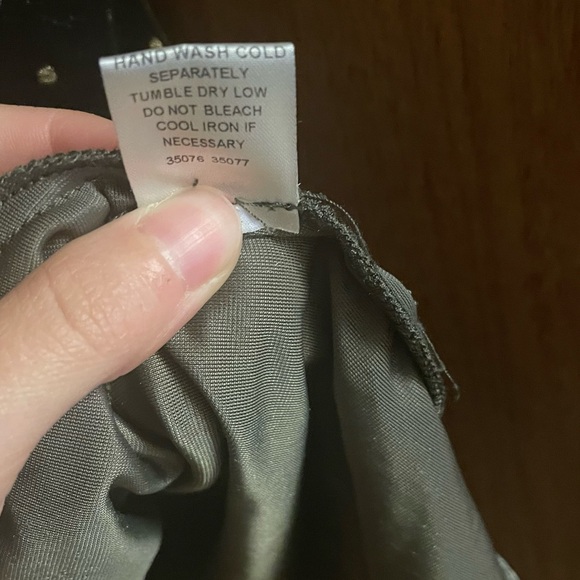 HAND WASH COLD
SEPARATELY
TUMBLE DRY LOW
DO NOT BLEACH
COOL IRON IF
NECESSARY
35076 35077